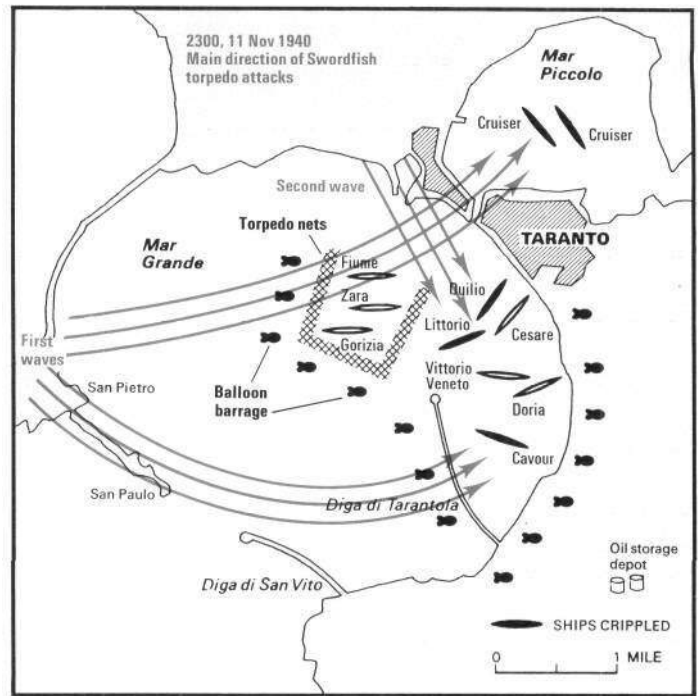 2300, 11 Nov 1940
Main direction of Swordfish
torpedo attacks
Mar
Piccolo
Cruiser
Cruiser
Second wave
Torpedo nets
TARANTO
Mar
Grande
Fiume
Zara
Duilio
Littorio
Cesare
Gorizia
First
waves
San Pietro
Balloon
barrage
Vittorio
Veneto
Doria
Cavour
San Paulo
Diga di Tarantola
Diga di San Vito
Oil storage
depot
SHIPS CRIPPLED
0 1 MILE